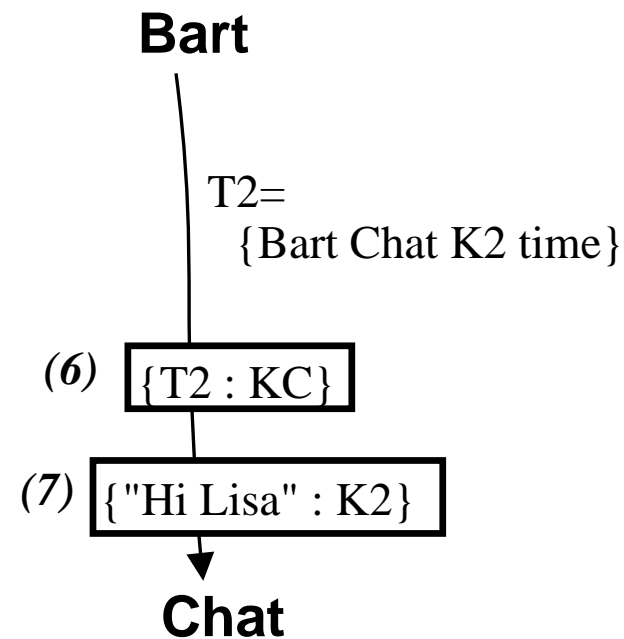 Bart
T2=
{Bart Chat K2 time}
(6) {T2 : KC}
(7) {"Hi Lisa" : K2}
Chat